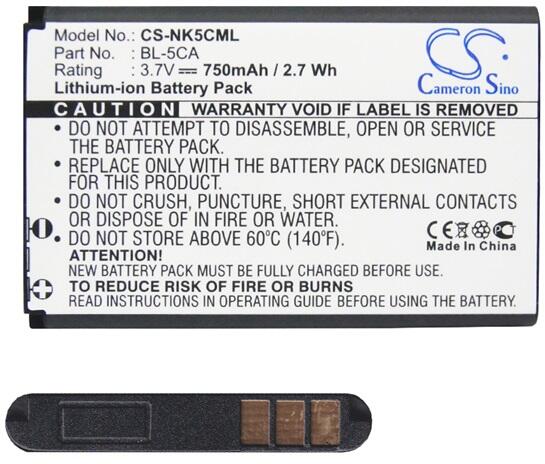 Model No.: CS-NK5CML
Part No.: BL-5CA
Rating : 3.7V 750mAh / 2.7 Wh
Lithium-ion Battery Pack
Cameron Sino
CAUTION WARRANTY VOID IF LABEL IS REMOVED
• DO NOT ATTEMPT TO DISASSEMBLE, OPEN OR SERVICE
THE BATTERY PACK.
• REPLACE ONLY WITH THE BATTERY PACK DESIGNATED
FOR THIS EQUIPMENT.
• DO NOT CRUSH, PUNCTURE, SHORT EXTERNAL CONTACTS
OR DISPOSE OF IN FIRE OR WATER.
• DO NOT STORE ABOVE 60°C (140°F).
CE
Made In China
ATTENTION!
NEW BATTERY PACK MUST BE FULLY CHARGED BEFORE INITIAL USE.
TO REDUCE RISK OF FIRE OR BURNS
READ INSTRUCTIONS IN OPERATING GUIDE BEFORE USING BATTERY PACK.